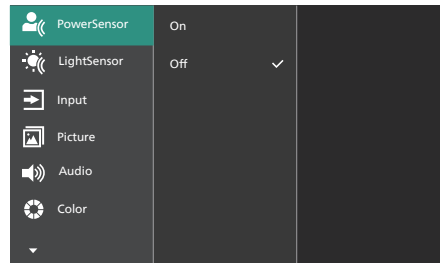 PowerSensor
On
LightSensor
Off
Input
Picture
Audio
Color